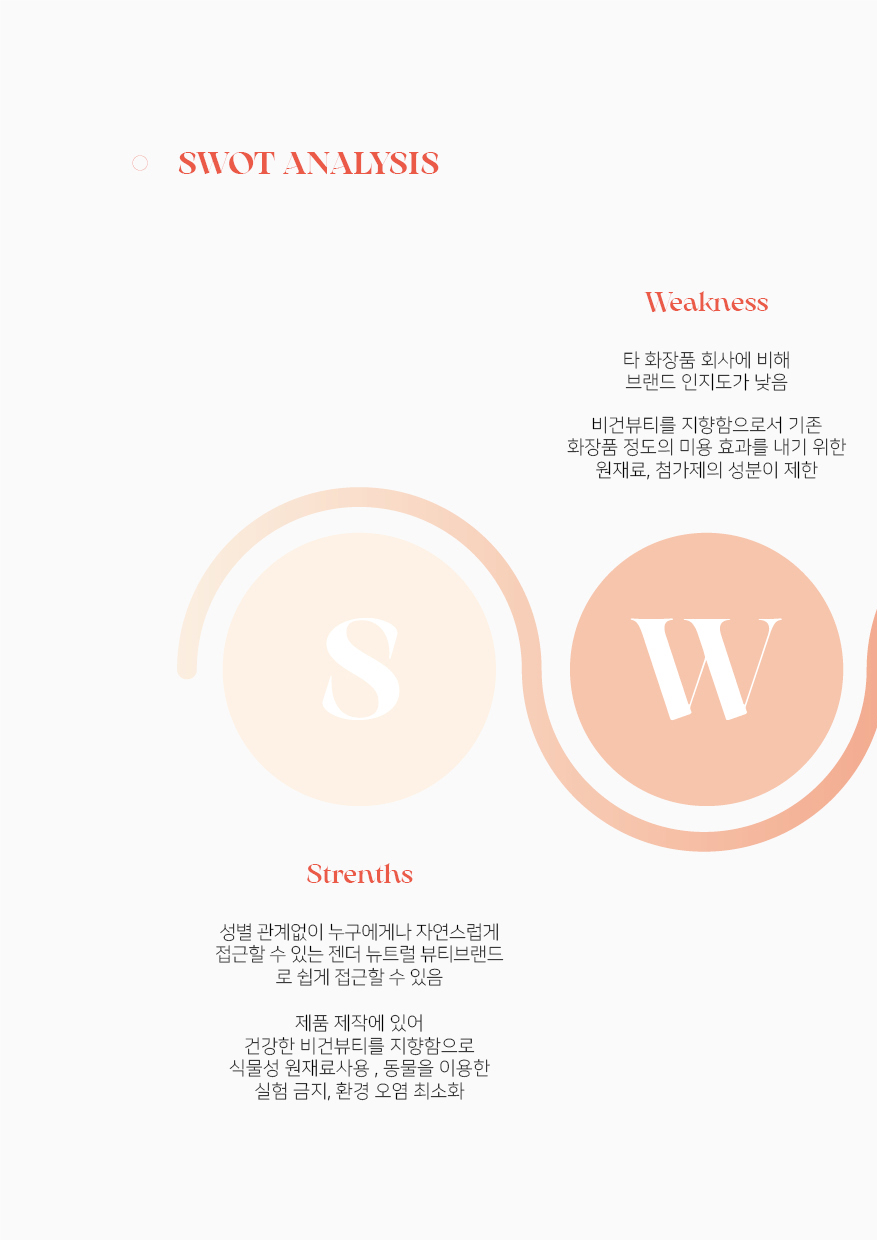 SWOT ANALYSIS
Weakness
타 화장품 회사에 비해
브랜드 인지도가 낮음
비건뷰티를 지향함으로서 기존
화장품 정도의 미용 효과를 내기 위한
원재료, 첨가제의 성분이 제한
S
W
Strenths
성별 관계없이 누구에게나 자연스럽게
접근할 수 있는 젠더 뉴트럴 뷰티브랜드
로 쉽게 접근할 수 있음
제품 제작에 있어
건강한 비건뷰티를 지향함으로
식물성 원재료사용 , 동물을 이용한
실험 금지, 환경 오염 최소화